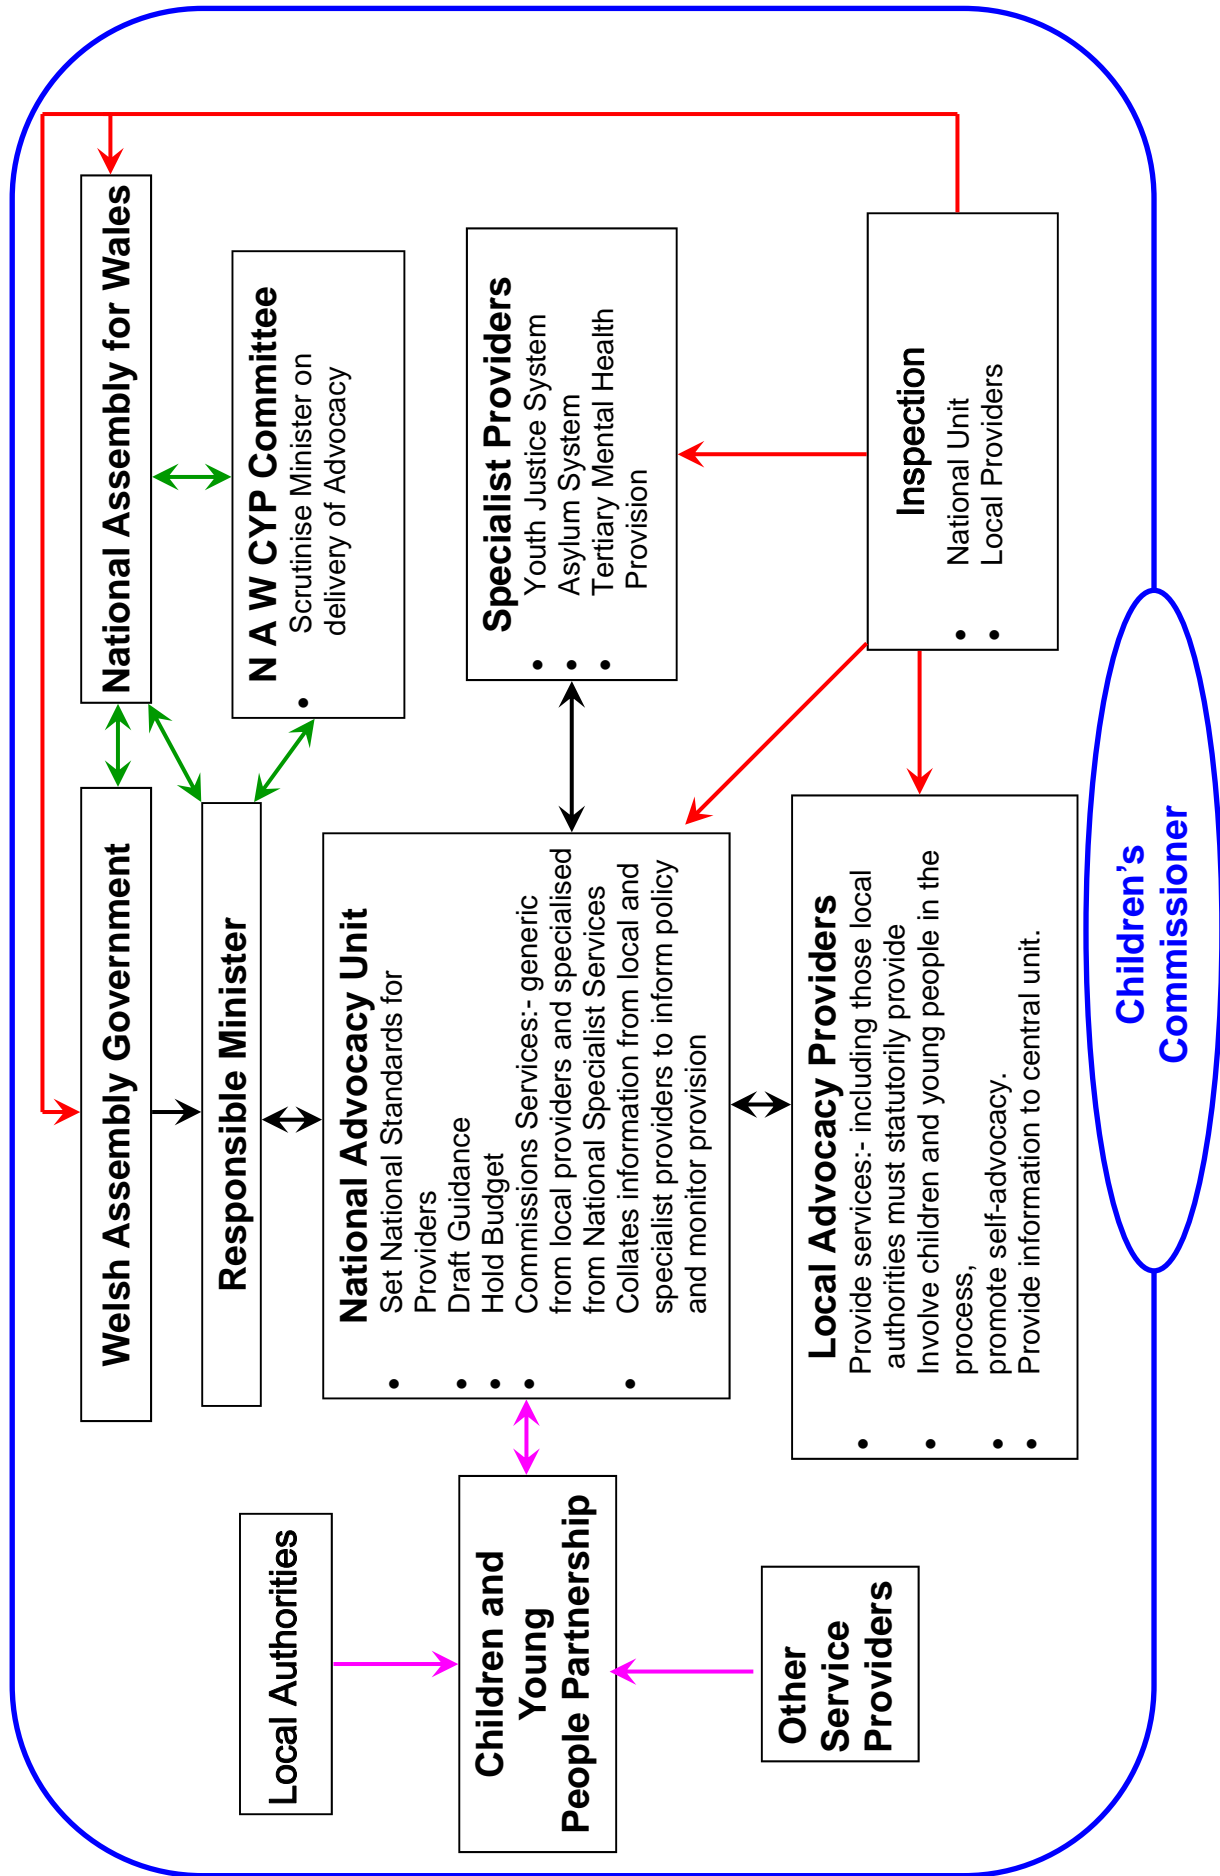 Welsh Assembly Government
National Assembly for Wales
Responsible Minister
N A W CYP Committee
• Scrutinise Minister on
delivery of Advocacy
Local Authorities
National Advocacy Unit
• Set National Standards for
Providers
• Draft Guidance
• Hold Budget
• Commissions Services:- generic
from local providers and specialised
from National Specialist Services
• Collates information from local and
specialist providers to inform policy
and monitor provision
Specialist Providers
• Youth Justice System
• Asylum System
• Tertiary Mental Health
Provision
Children and
Young
People Partnership
Other
Service
Providers
Local Advocacy Providers
• Provide services:- including those local
authorities must statutorily provide
• Involve children and young people in the
process,
• promote self-advocacy.
• Provide information to central unit.
Inspection
• National Unit
• Local Providers
Children's
Commissioner